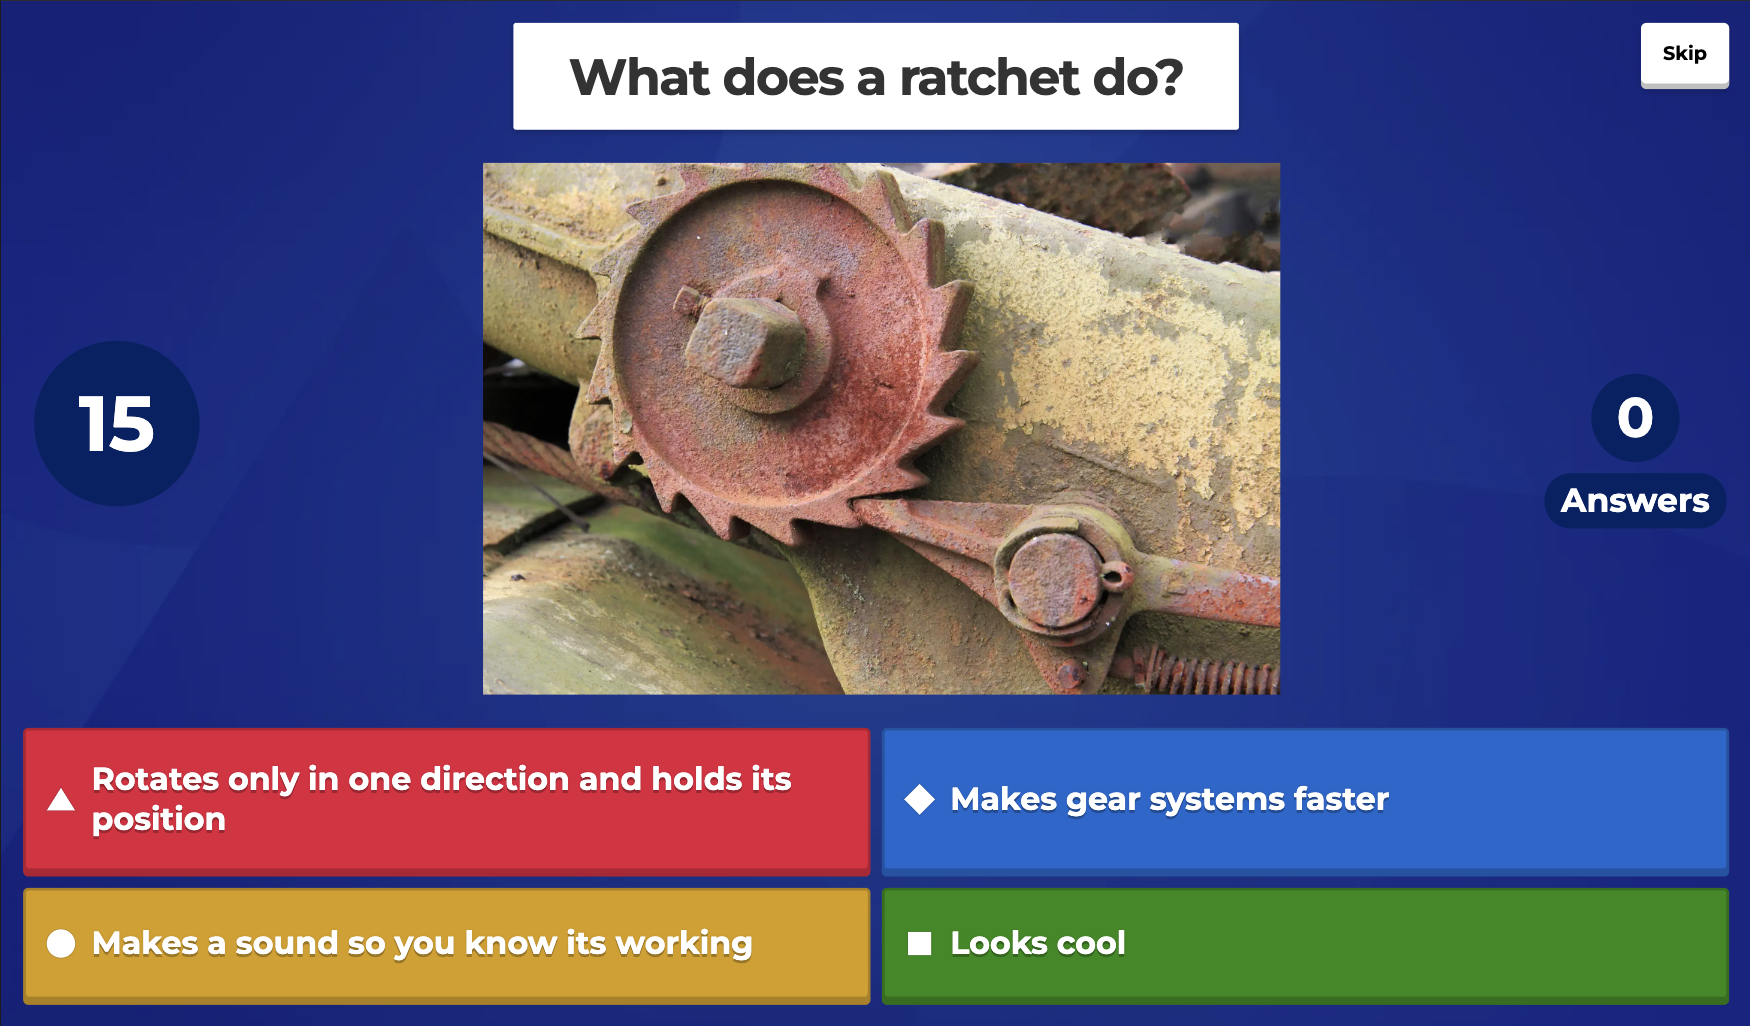 What does a ratchet do?
Skip
15
0
Answers
Rotates only in one direction and holds its
position
Makes gear systems faster
Makes a sound so you know its working
Looks cool